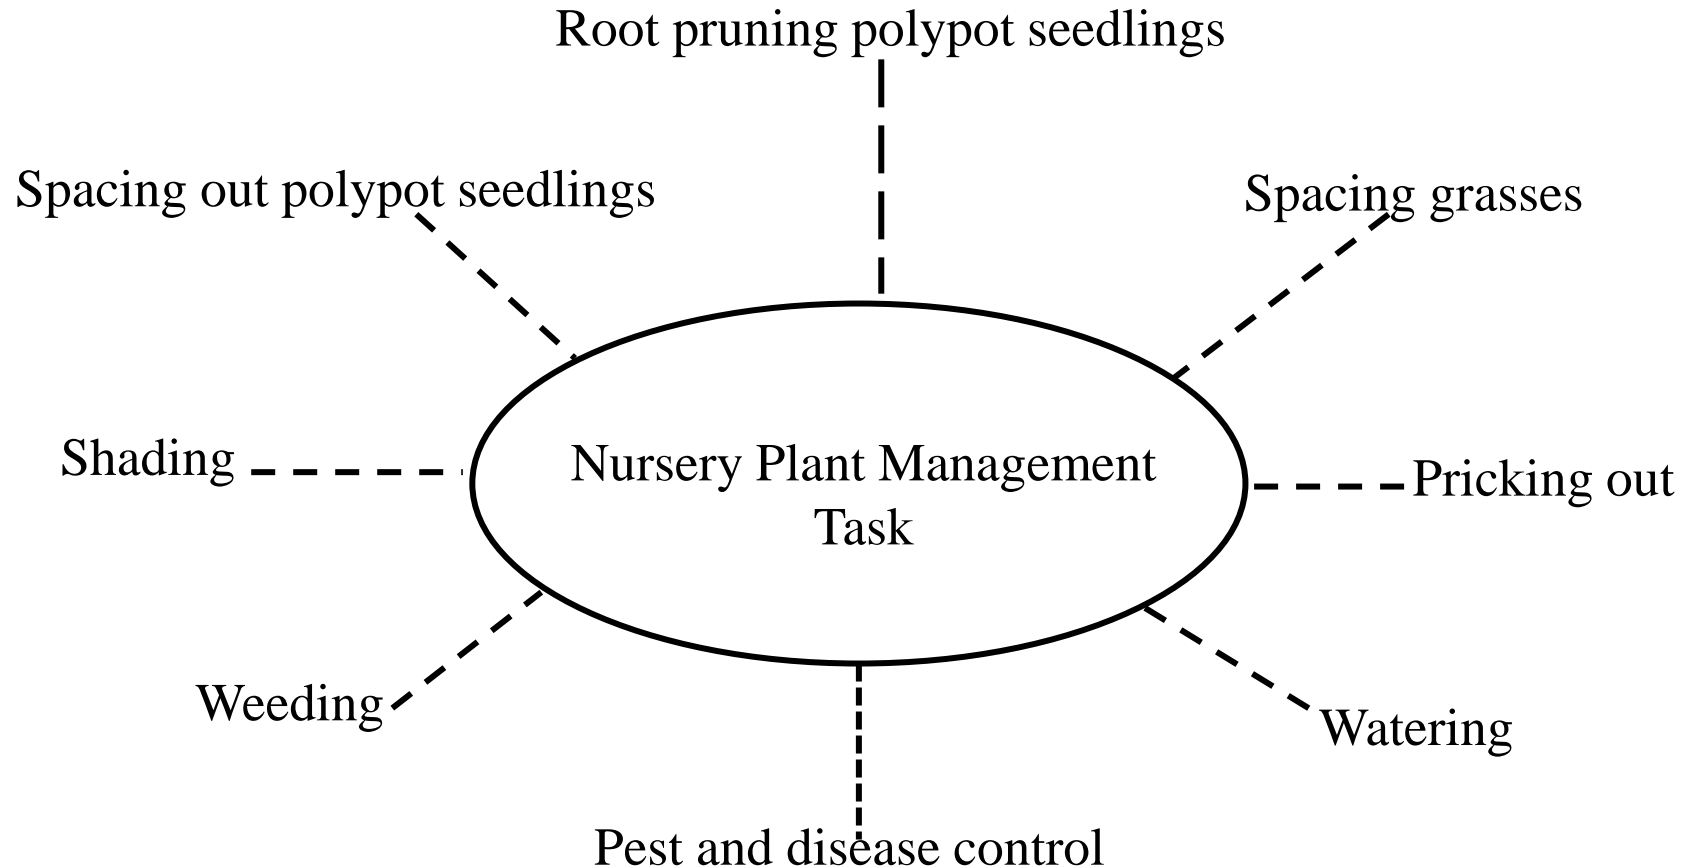 Root pruning polypot seedlings
Spacing out polypot seedlings
Spacing grasses
Shading
Nursery Plant Management
Task
Pricking out
Weeding
Watering
Pest and disease control